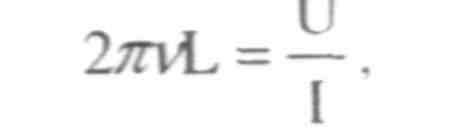 2πνL = U/I,